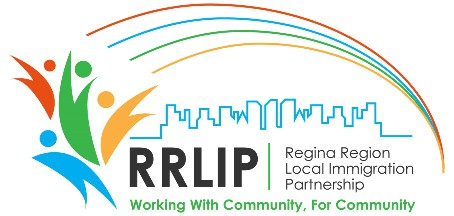 RRLIP
Regina Region
Local Immigration
Partnership
Working With Community, For Community